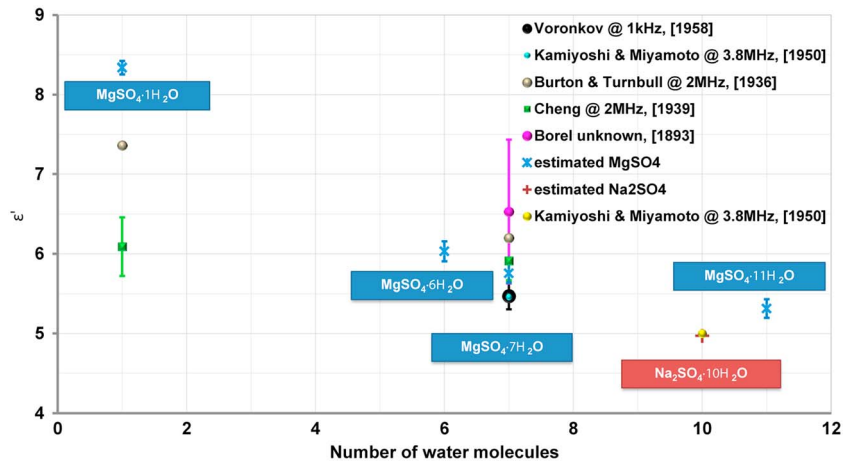 9
8
7
6
5
4
ε'
0
2
4
6
8
10
12
Number of water molecules
Voronkov @ 1kHz, [1958]
Kamiyoshi & Miyamoto @ 3.8MHz, [1950]
Burton & Turnbull @ 2MHz, [1936]
Cheng @ 2MHz, [1939]
Borel unknown, [1893]
estimated MgSO4
estimated Na2SO4
Kamiyoshi & Miyamoto @ 3.8MHz, [1950]
MgSO₄·1H₂O
MgSO₄·6H₂O
MgSO₄·7H₂O
MgSO₄·11H₂O
Na₂SO₄·10H₂O